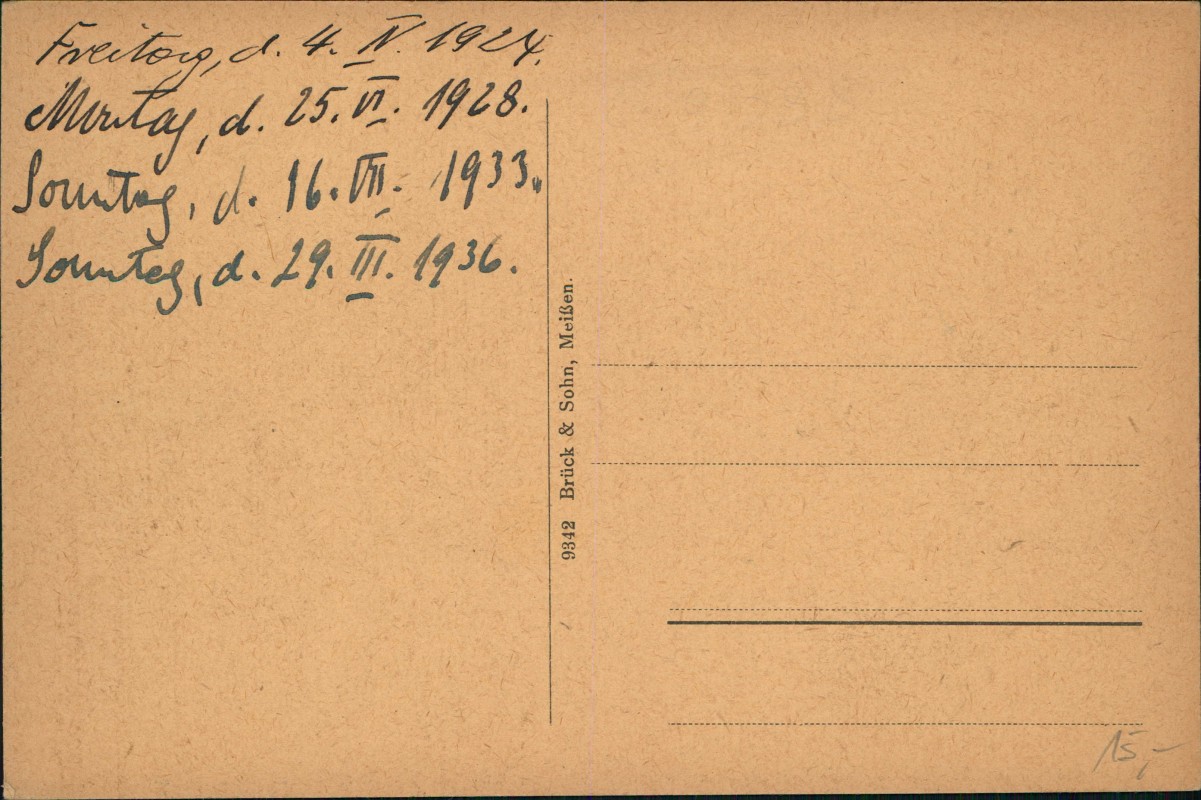 Freitag, d. 4. IV. 1924.
Montag, d. 25. VI. 1928.
Sonntag, d. 16. VII. 1933.
Sonntag, d. 29. III. 1936.
9342 Brück & Sohn, Meißen.
15,-